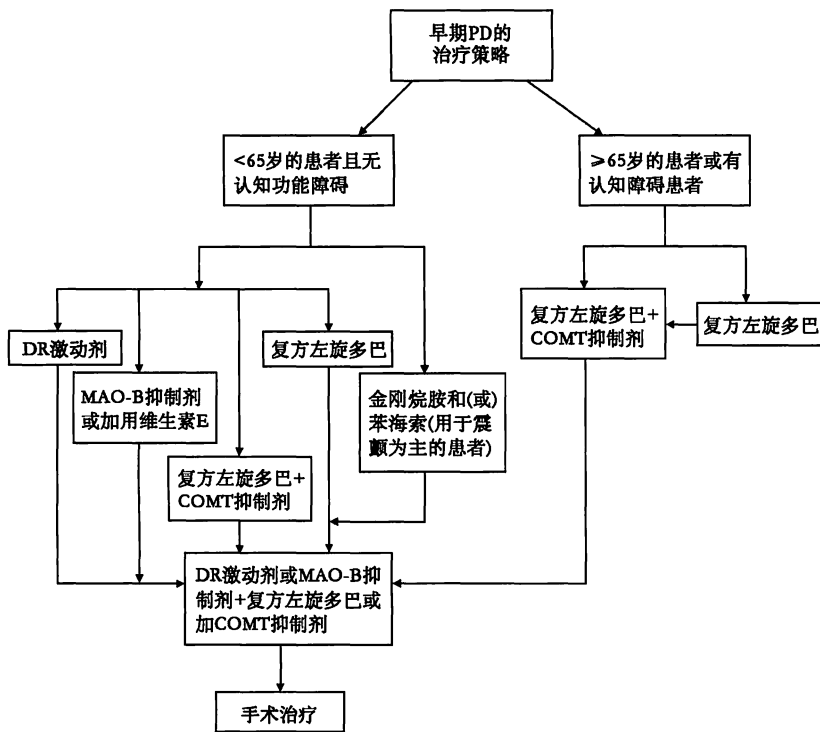 早期PD的
治疗策略
<65岁的患者且无
认知功能障碍
≥65岁的患者或有
认知障碍患者
DR激动剂
MAO-B抑制剂
或加用维生素E
复方左旋多巴+
COMT抑制剂
复方左旋多巴
金刚烷胺和(或)
苯海索(用于震
颤为主的患者)
复方左旋多巴+
COMT抑制剂
复方左旋多巴
DR激动剂或MAO-B抑
制剂+复方左旋多巴或
加COMT抑制剂
手术治疗